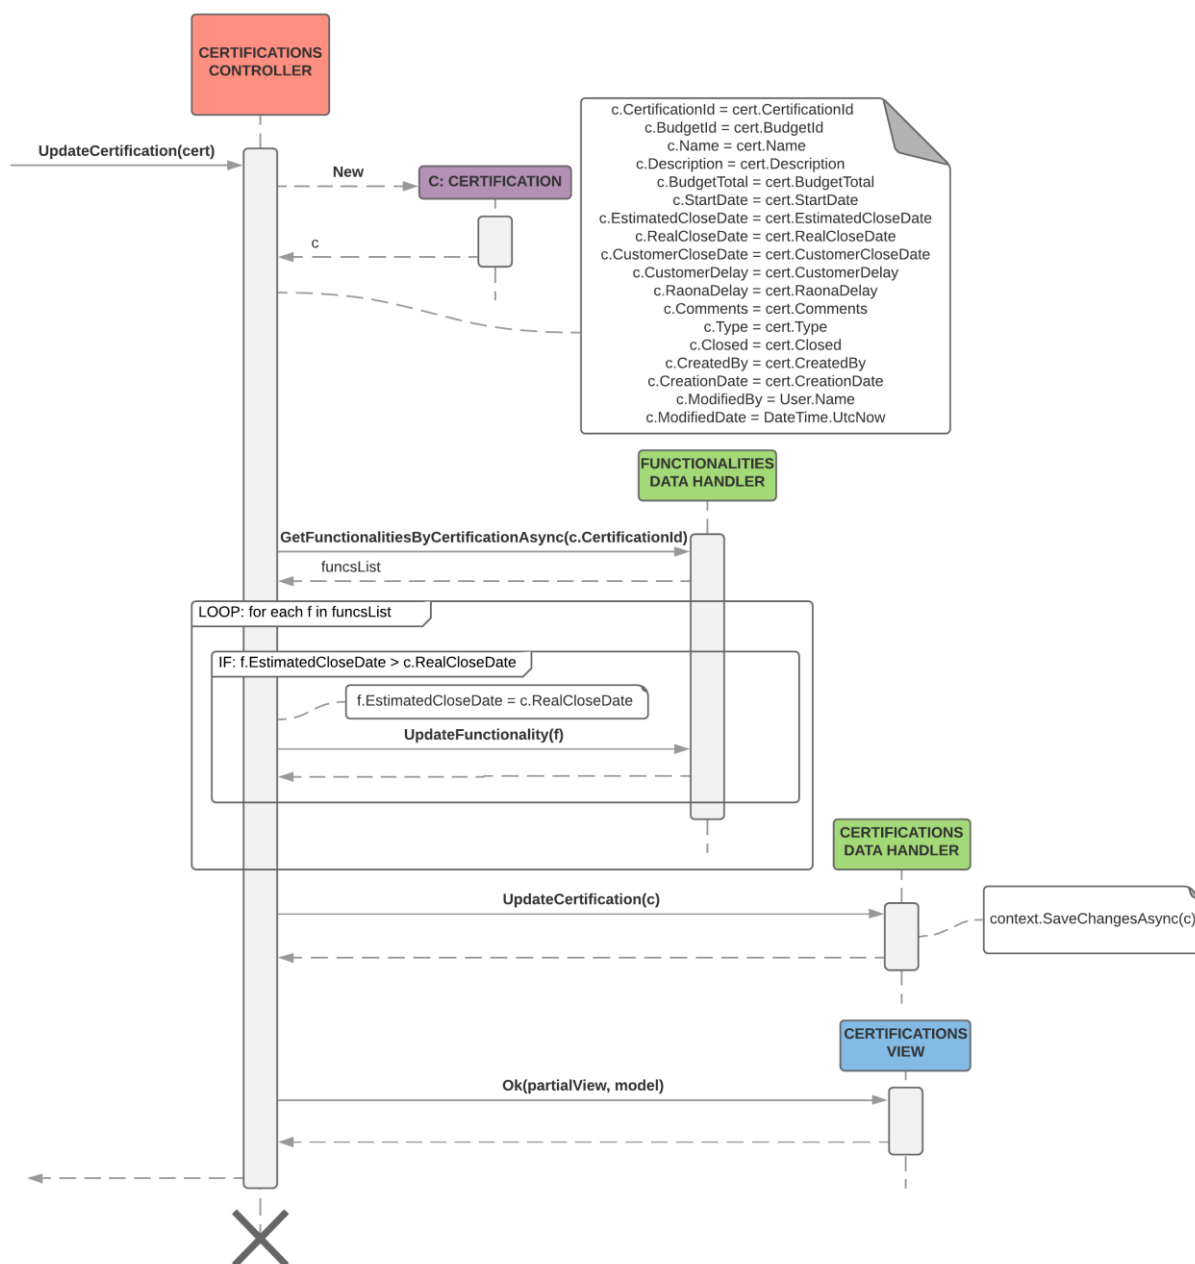 CERTIFICATIONS
CONTROLLER
UpdateCertification(cert)
New
C: CERTIFICATION
c
c.CertificationId = cert.CertificationId
c.BudgetId = cert.BudgetId
c.Name = cert.Name
c.Description = cert.Description
c.BudgetTotal = cert.BudgetTotal
c.StartDate = cert.StartDate
c.EstimatedCloseDate = cert.EstimatedCloseDate
c.RealCloseDate = cert.RealCloseDate
c.CustomerCloseDate = cert.CustomerCloseDate
c.CustomerDelay = cert.CustomerDelay
c.RaonaDelay = cert.RaonaDelay
c.Comments = cert.Comments
c.Type = cert.Type
c.Closed = cert.Closed
c.CreatedBy = cert.CreatedBy
c.CreationDate = cert.CreationDate
c.ModifiedBy = User.Name
c.ModifiedDate = DateTime.UtcNow
FUNCTIONALITIES
DATA HANDLER
GetFunctionalitiesByCertificationAsync(c.CertificationId)
funcsList
LOOP: for each f in funcsList
IF: f.EstimatedCloseDate > c.RealCloseDate
f.EstimatedCloseDate = c.RealCloseDate
UpdateFunctionality(f)
CERTIFICATIONS
DATA HANDLER
UpdateCertification(c)
context.SaveChangesAsync(c)
CERTIFICATIONS
VIEW
Ok(partialView, model)